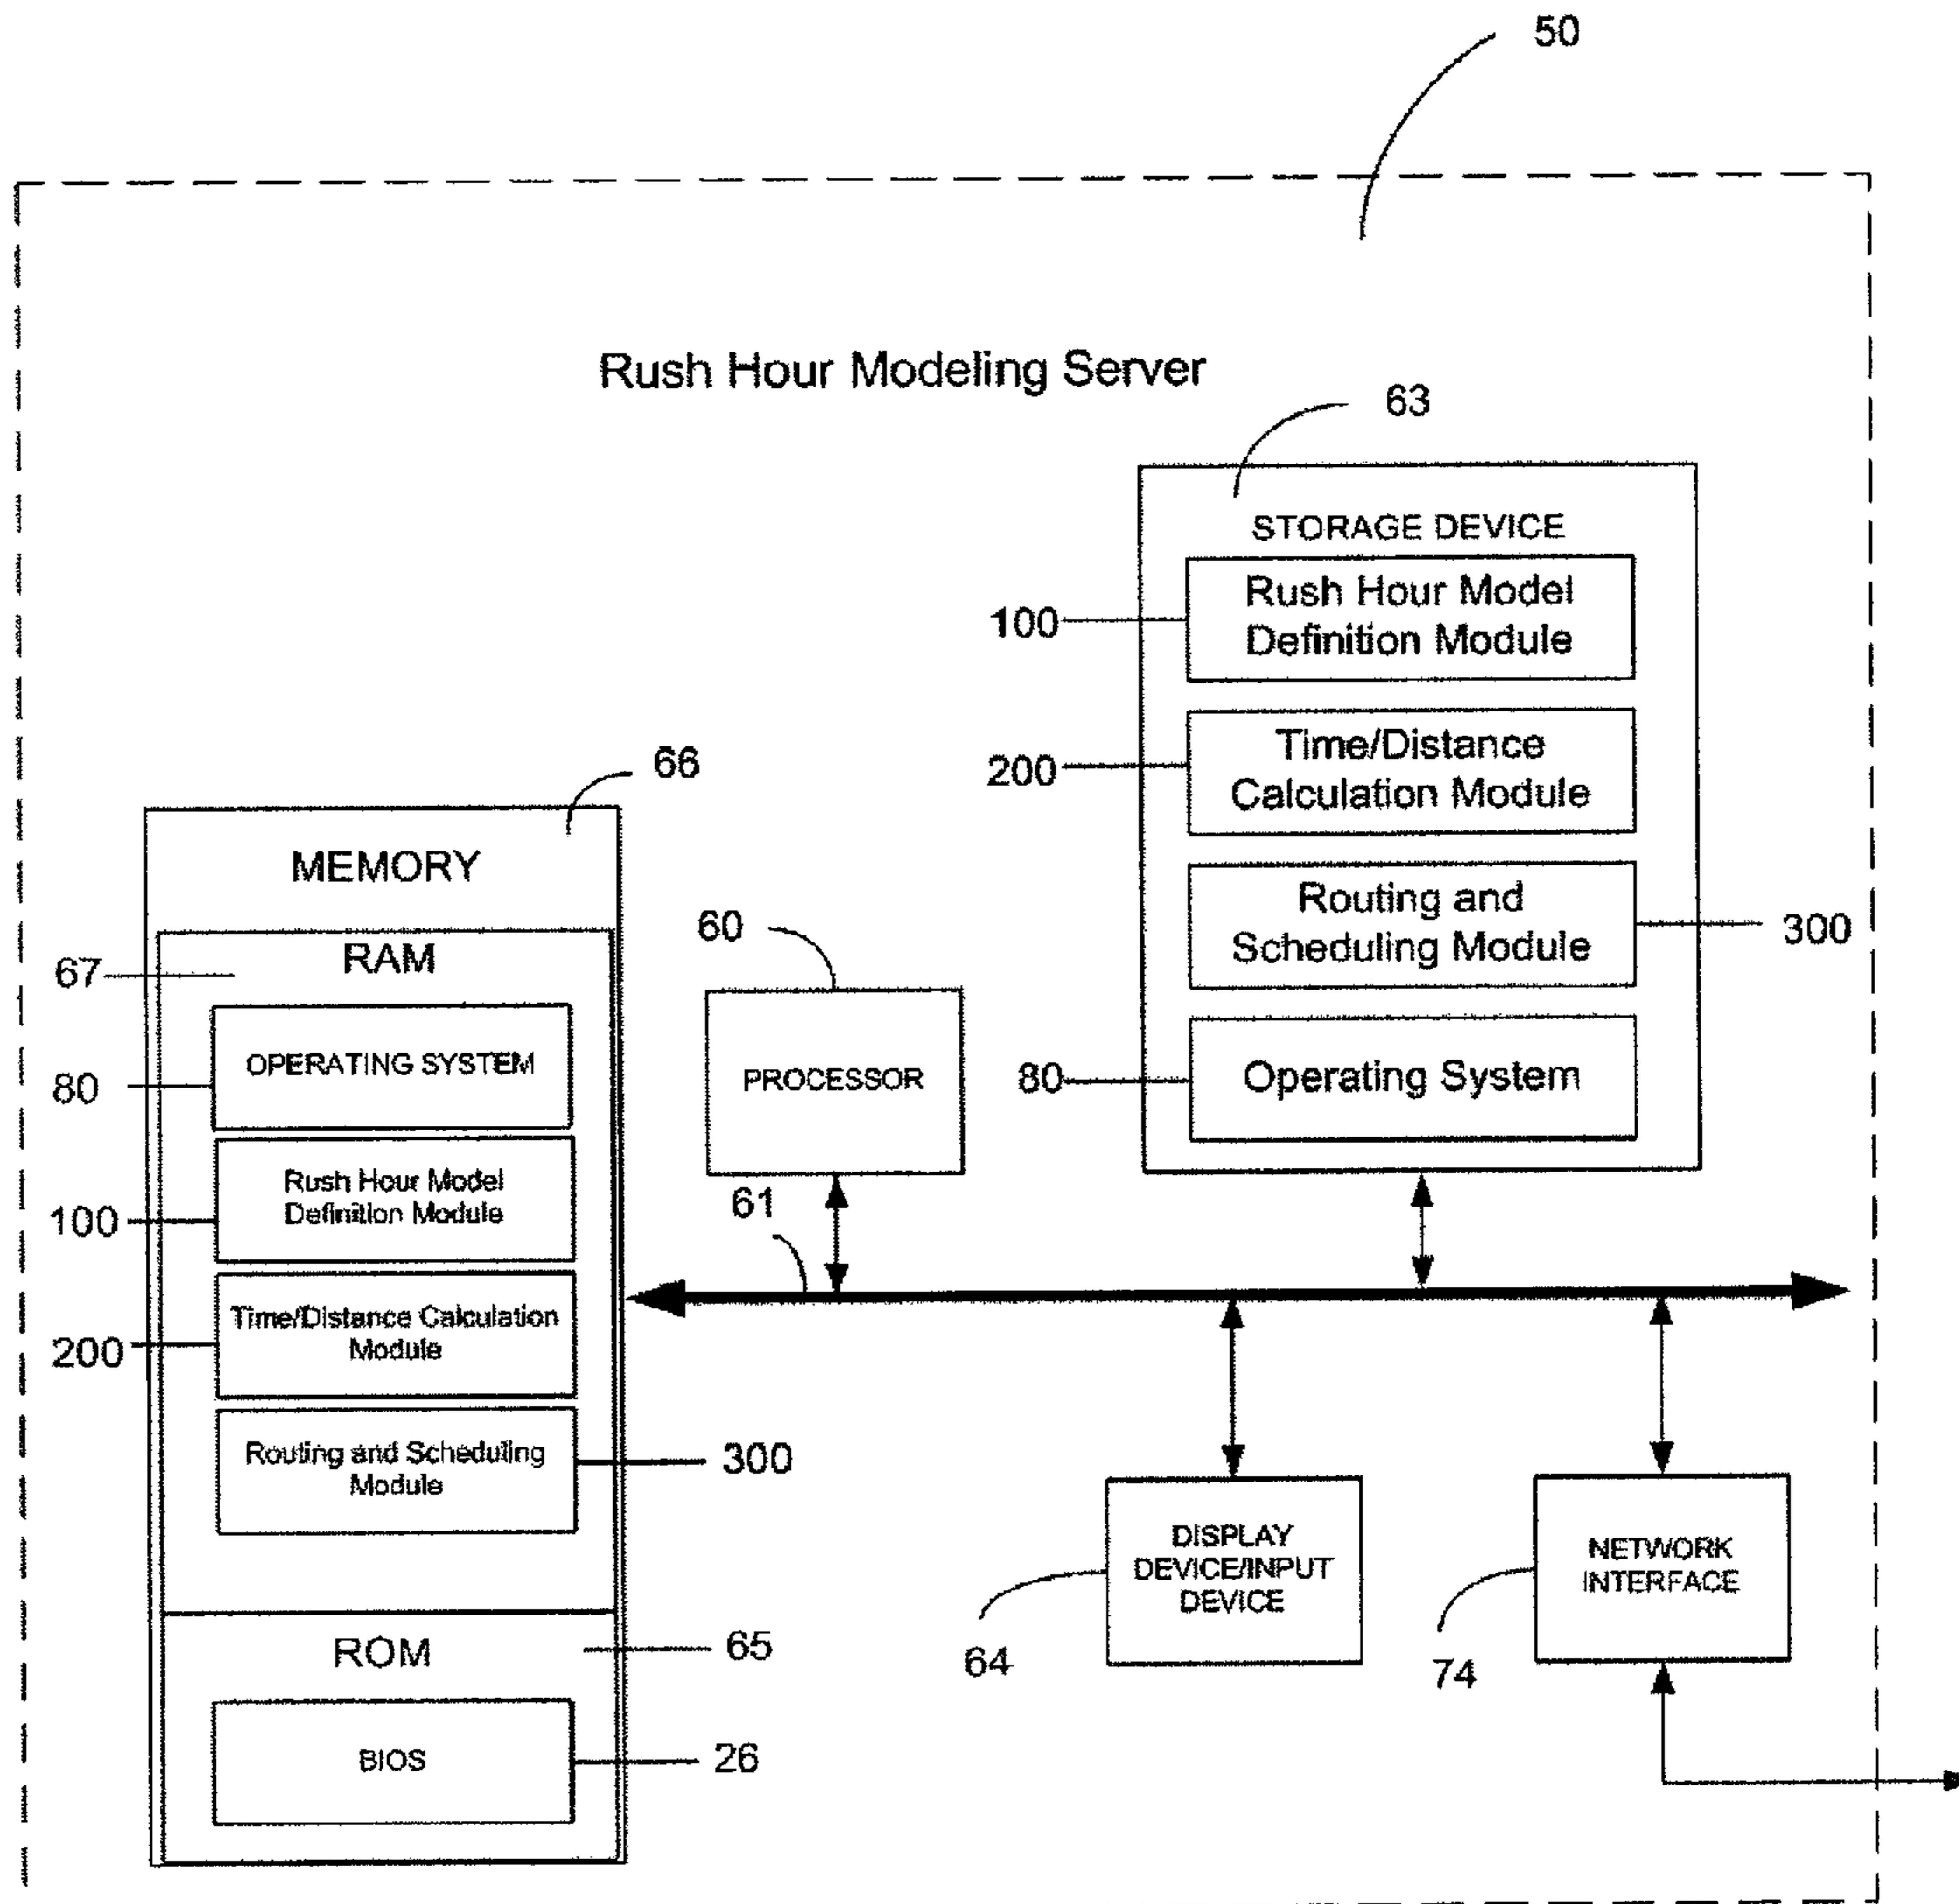 50
Rush Hour Modeling Server
63
STORAGE DEVICE
100
Rush Hour Model
Definition Module
200
Time/Distance
Calculation Module
Routing and
Scheduling Module
300
80
Operating System
66
MEMORY
67
RAM
80
OPERATING SYSTEM
100
Rush Hour Model
Definition Module
200
Time/Distance Calculation
Module
Routing and Scheduling
Module
300
ROM
65
BIOS
26
60
PROCESSOR
61
DISPLAY
DEVICE/INPUT
DEVICE
64
NETWORK
INTERFACE
74